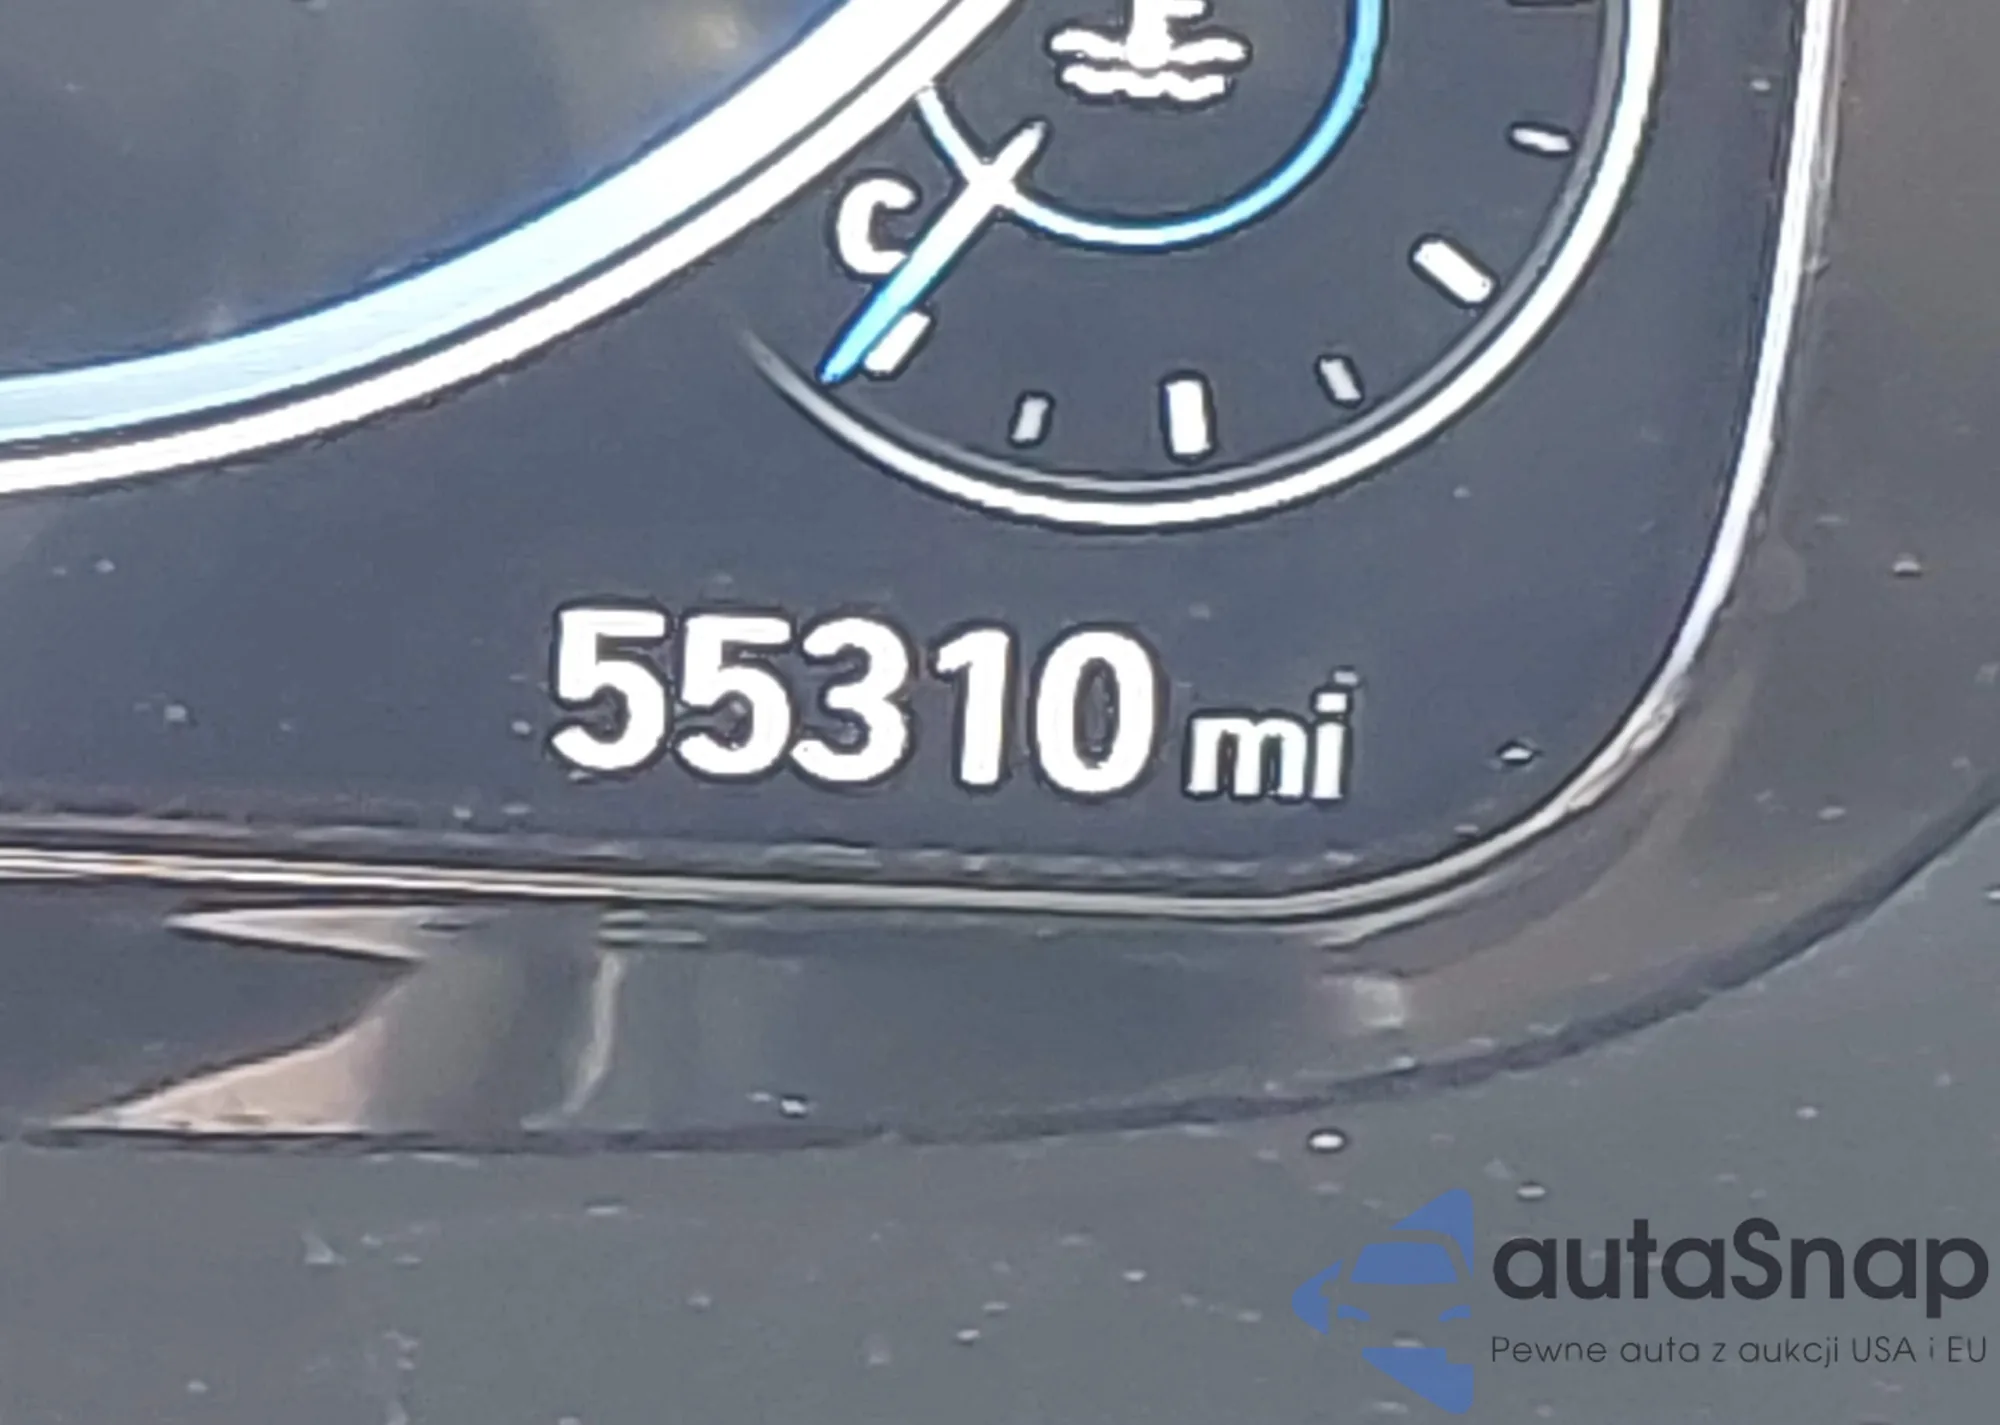 C
55310 mi
autaSnap
Pewne auta z aukcji USA i EU